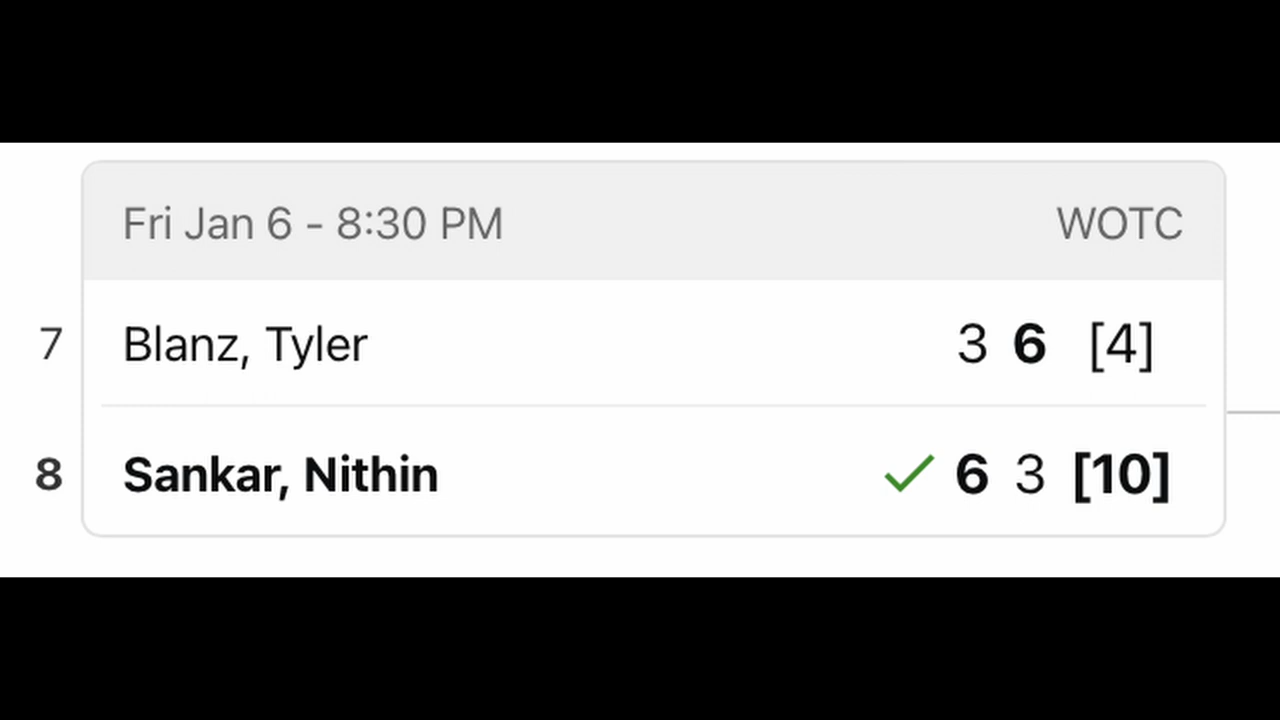 Fri Jan 6 - 8:30 PM WOTC
7 Blanz, Tyler 3 6 [4]
8 Sankar, Nithin ✓ 6 3 [10]